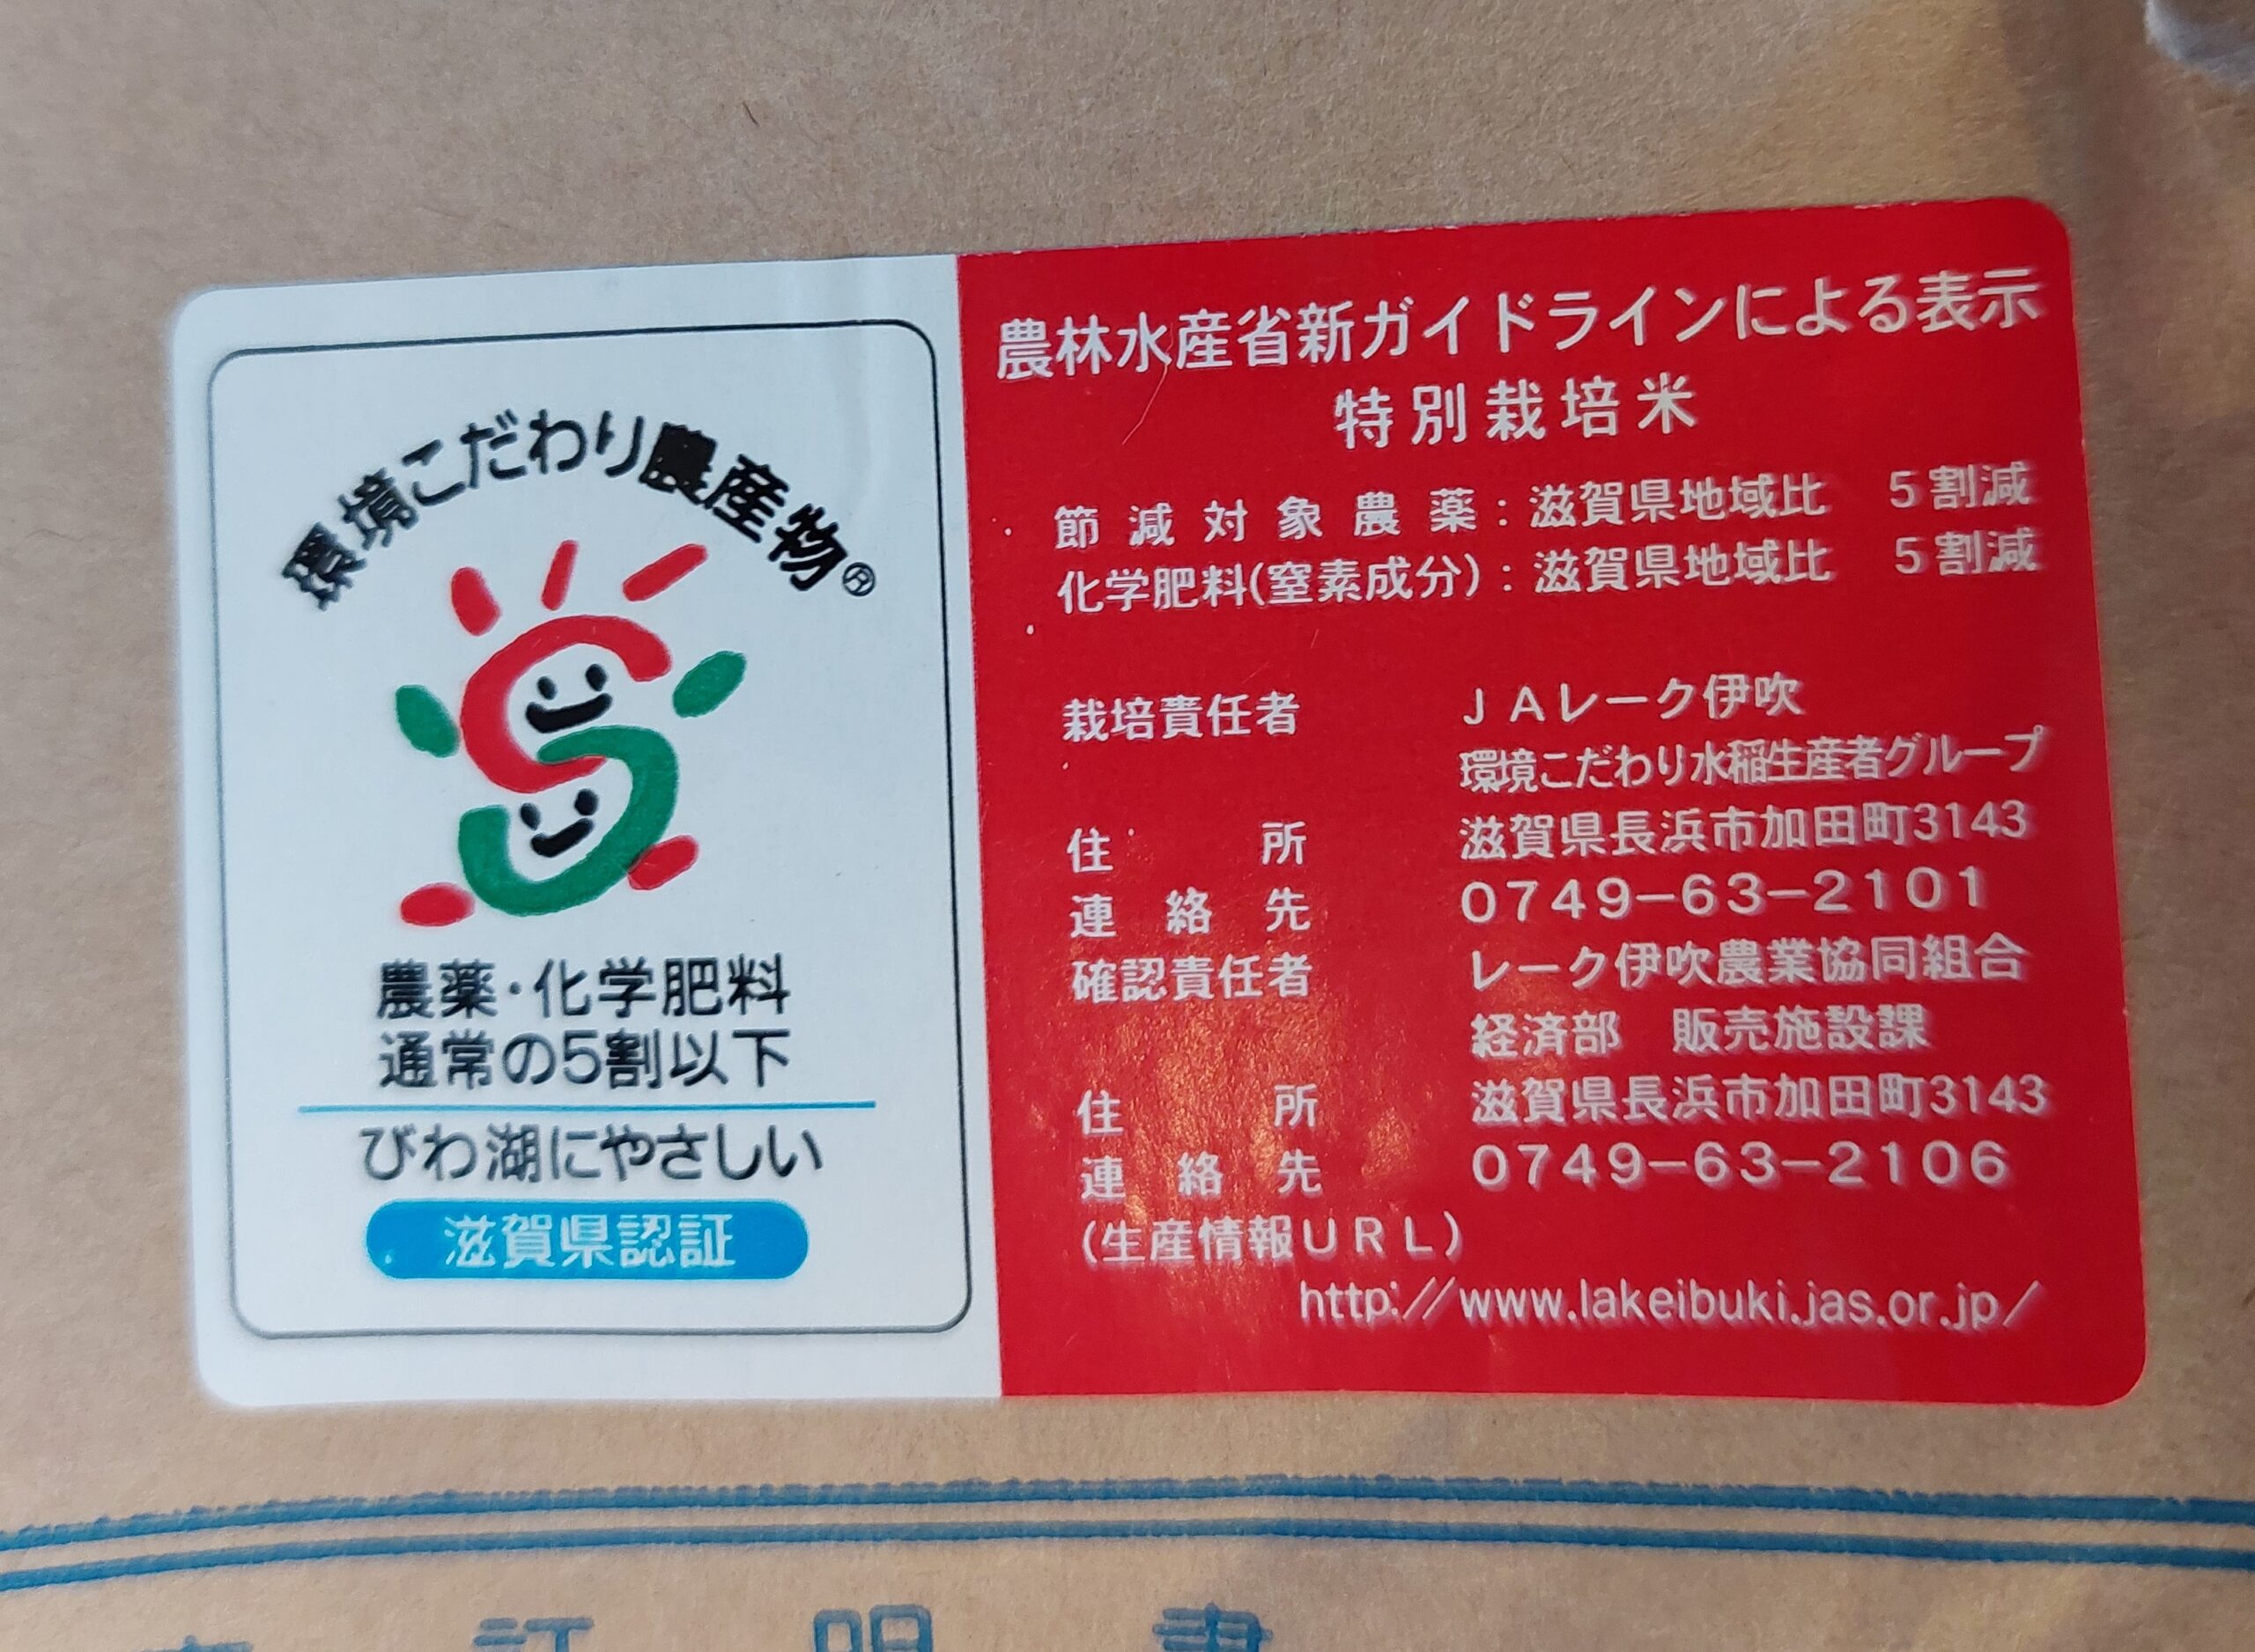 環境こだわり農産物®
農薬・化学肥料
通常の5割以下
びわ湖にやさしい
滋賀県認証
農林水産省新ガイドラインによる表示
特別栽培米
節減対象農薬：滋賀県地域比　5割減
化学肥料(窒素成分)：滋賀県地域比　5割減
栽培責任者　ＪＡレーク伊吹
環境こだわり水稲生産者グループ
住所　滋賀県長浜市加田町3143
連絡先　0749−63−2101
確認責任者　レーク伊吹農業協同組合
経済部　販売施設課
住所　滋賀県長浜市加田町3143
連絡先　0749−63−2106
(生産情報ＵＲＬ)
http://www.lakeibuki.jas.or.jp/
証明書